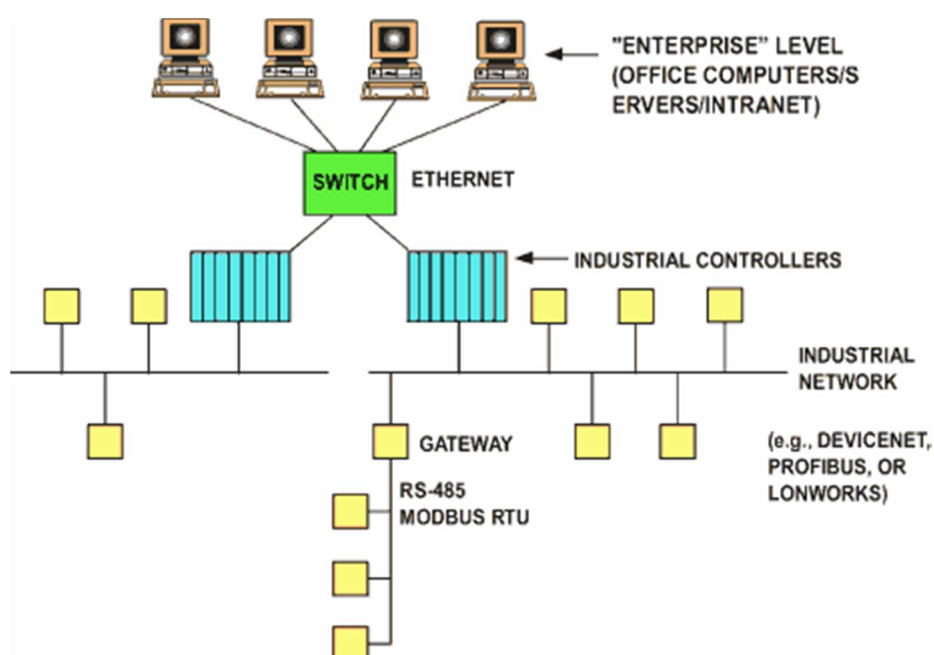 "ENTERPRISE" LEVEL
(OFFICE COMPUTERS/S
ERVERS/INTRANET)
SWITCH
ETHERNET
INDUSTRIAL CONTROLLERS
INDUSTRIAL
NETWORK
GATEWAY
(e.g., DEVICENET,
PROFIBUS, OR
LONWORKS)
RS-485
MODBUS RTU